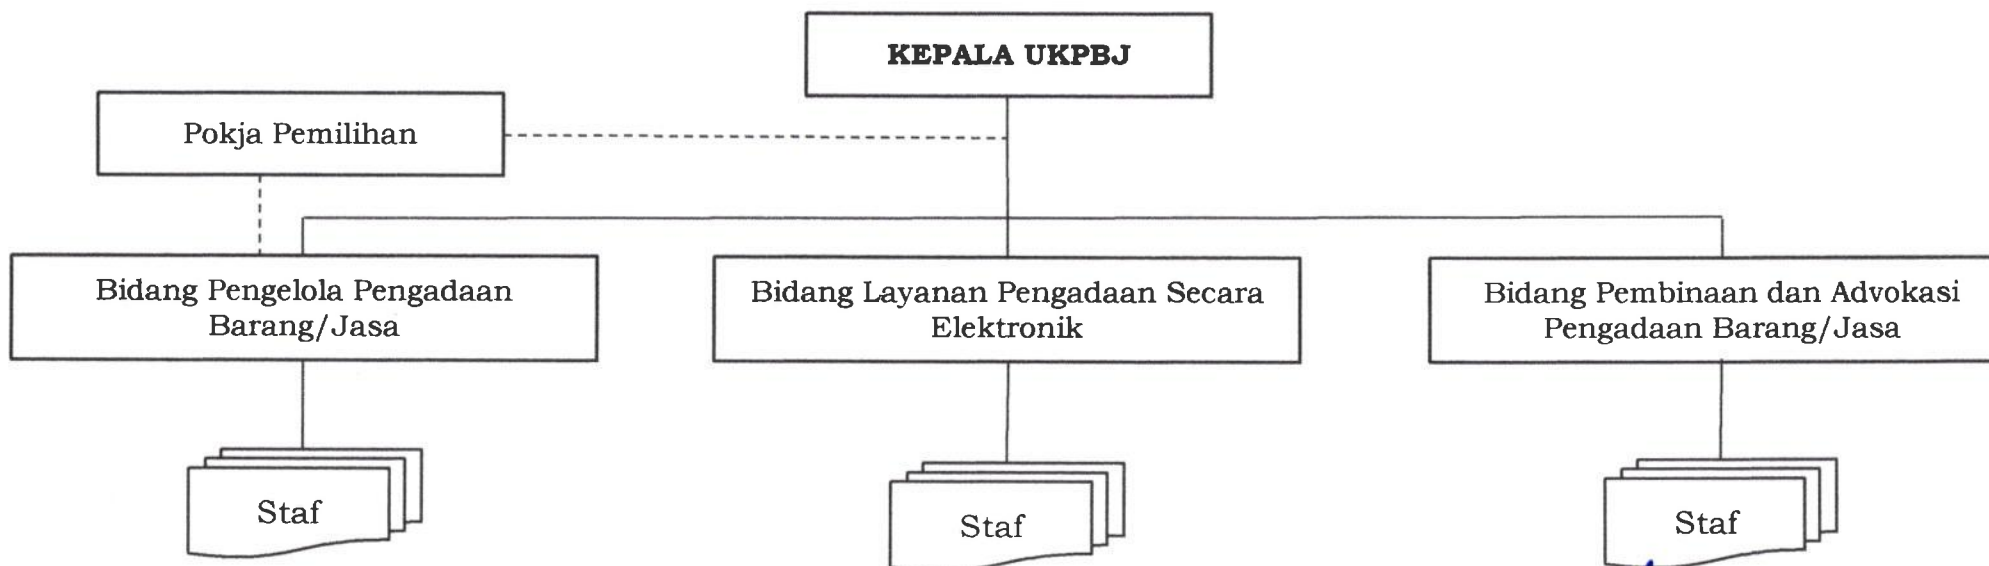 KEPALA UKPBJ
Pokja Pemilihan
Bidang Pengelola Pengadaan
Barang/Jasa
Bidang Layanan Pengadaan Secara
Elektronik
Bidang Pembinaan dan Advokasi
Pengadaan Barang/Jasa
Staf
Staf
Staf